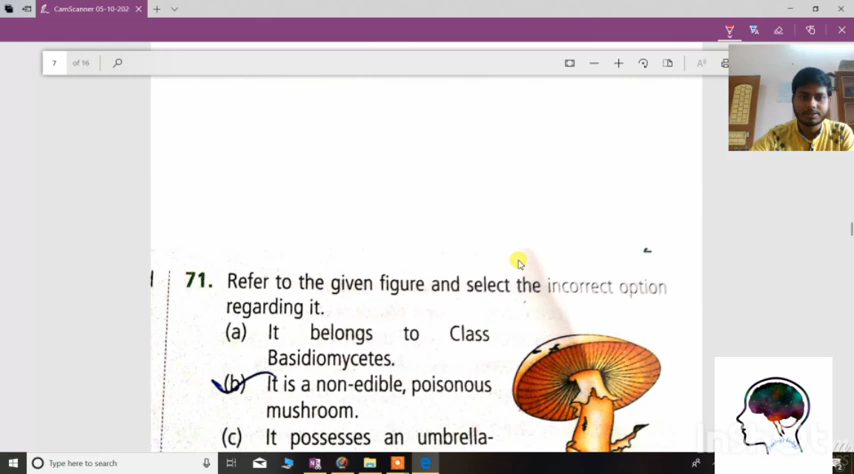 CamScanner 05-10-202
7 of 16
71. Refer to the given figure and select the incorrect option
regarding it.
(a) It belongs to Class
Basidiomycetes.
(b) It is a non-edible, poisonous
mushroom.
(c) It possesses an umbrella-
Type here to search